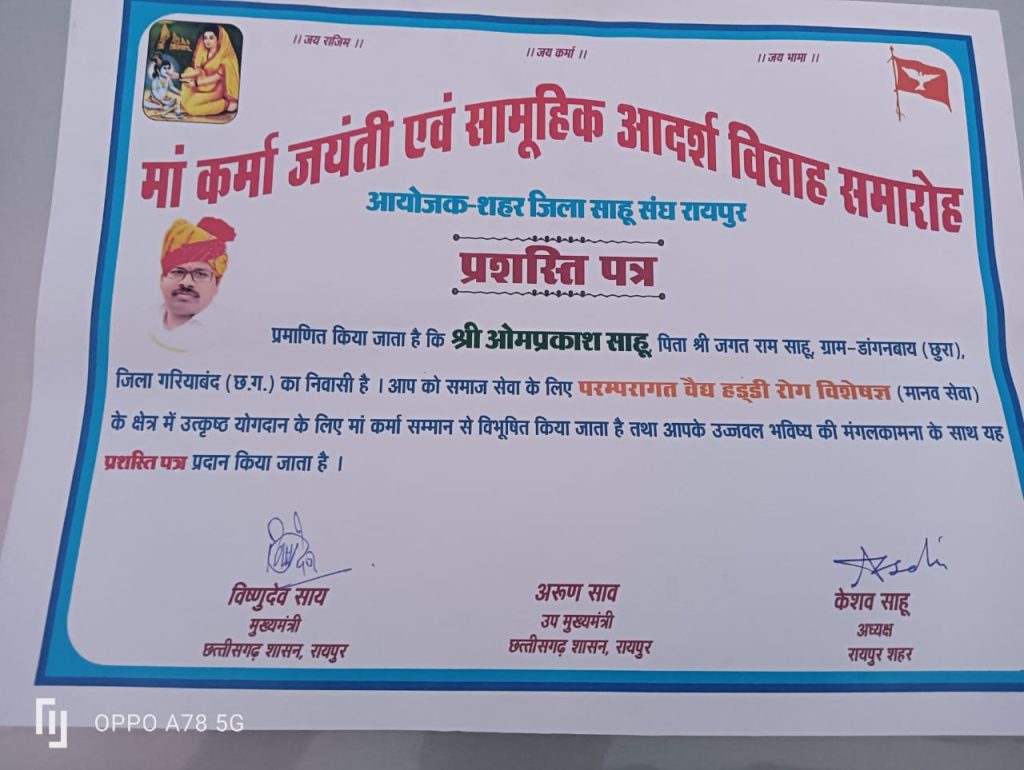 ।। जय राजिम ।।
।। जय कर्मा ।।
।। जय भामा ।।
मां कर्मा जयंती एवं सामूहिक आदर्श विवाह समारोह
आयोजक-शहर जिला साहू संघ रायपुर
प्रशस्ति पत्र
प्रमाणित किया जाता है कि श्री ओमप्रकाश साहू, पिता श्री जगत राम साहू, ग्राम-डांगनबाय (छुरा),
जिला गरियाबंद (छ.ग.) का निवासी है । आप को समाज सेवा के लिए परम्परागत वैद्य हड्डी रोग विशेषज्ञ (मानव सेवा)
के क्षेत्र में उत्कृष्ठ योगदान के लिए मां कर्मा सम्मान से विभूषित किया जाता है तथा आपके उज्जवल भविष्य की मंगलकामना के साथ यह
प्रशस्ति पत्र प्रदान किया जाता है ।
विष्णुदेव साय
मुख्यमंत्री
छत्तीसगढ़ शासन, रायपुर
अरूण साव
उप मुख्यमंत्री
छत्तीसगढ़ शासन, रायपुर
केशव साहू
अध्यक्ष
रायपुर शहर
OPPO A78 5G